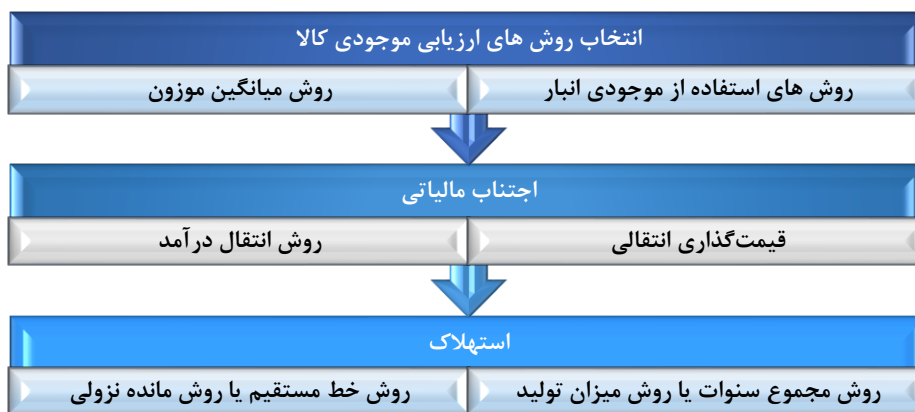 انتخاب روش های ارزیابی موجودی کالا
روش های استفاده از موجودی انبار
روش میانگین موزون
اجتناب مالیاتی
قیمت‌گذاری انتقالی
روش انتقال درآمد
استهلاک
روش مجموع سنوات یا روش میزان تولید
روش خط مستقیم یا روش مانده نزولی